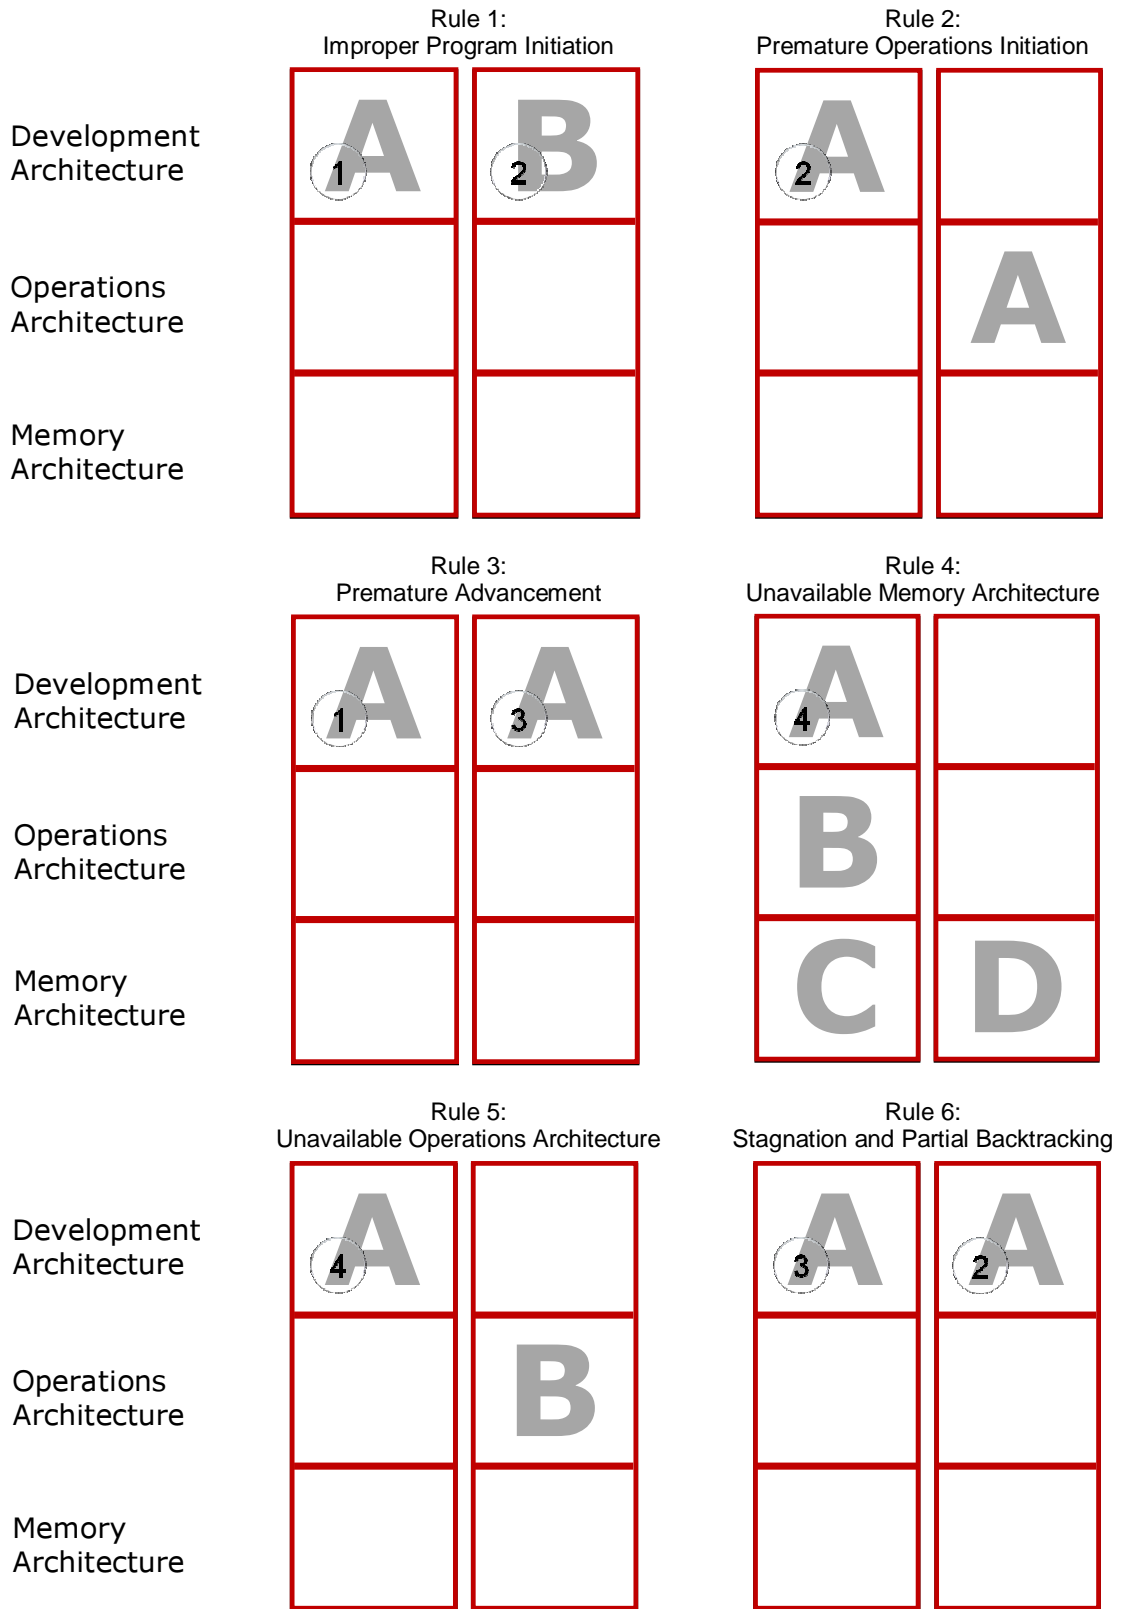 Rule 1:
Improper Program Initiation
Rule 2:
Premature Operations Initiation
Development
Architecture
A
1
B
2
A
2
Operations
Architecture
A
Memory
Architecture
Rule 3:
Premature Advancement
Rule 4:
Unavailable Memory Architecture
Development
Architecture
A
1
A
3
A
4
Operations
Architecture
B
Memory
Architecture
C
D
Rule 5:
Unavailable Operations Architecture
Rule 6:
Stagnation and Partial Backtracking
Development
Architecture
A
4
A
3
A
2
Operations
Architecture
B
Memory
Architecture